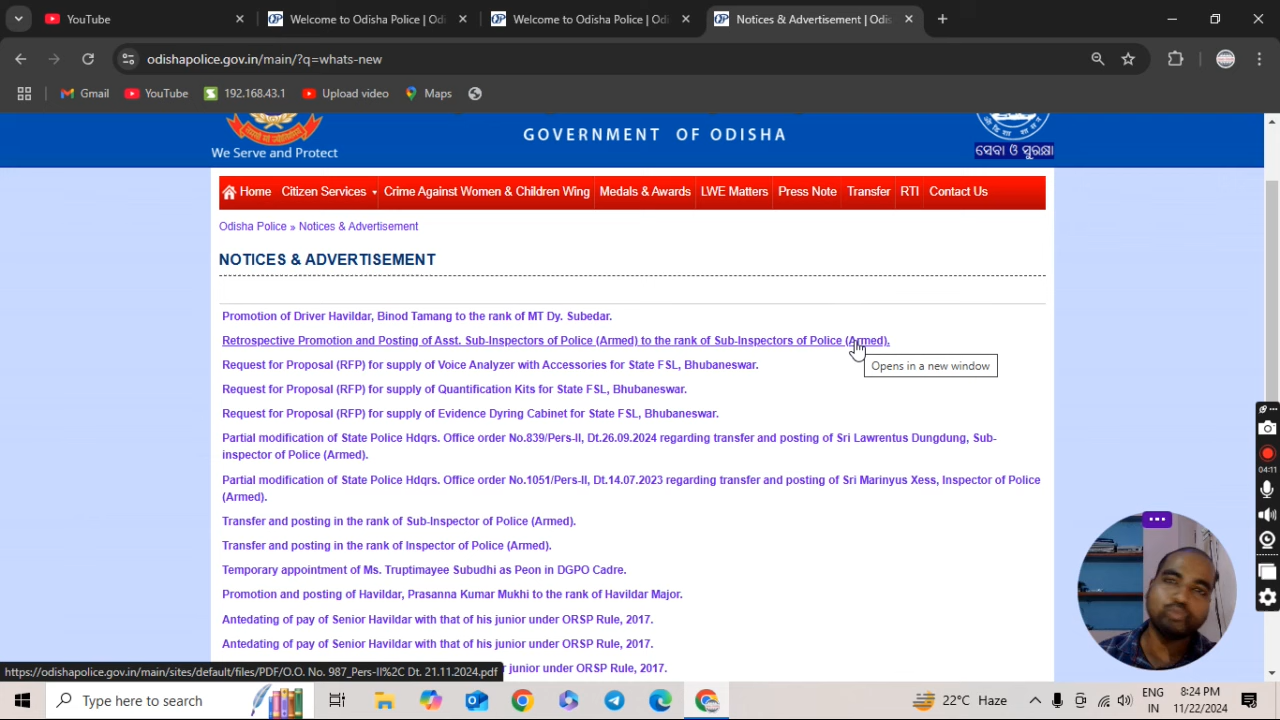 YouTube
Welcome to Odisha Police | Odi
Welcome to Odisha Police | Odi
Notices & Advertisement | Odish
odishapolice.gov.in/main/?q=whats-new
Gmail YouTube 192.168.43.1 Upload video Maps
GOVERNMENT OF ODISHA
We Serve and Protect
ସେବା ଓ ସୁରକ୍ଷା
Home Citizen Services Crime Against Women & Children Wing Medals & Awards LWE Matters Press Note Transfer RTI Contact Us
Odisha Police » Notices & Advertisement
NOTICES & ADVERTISEMENT
Promotion of Driver Havildar, Binod Tamang to the rank of MT Dy. Subedar.
Retrospective Promotion and Posting of Asst. Sub-Inspectors of Police (Armed) to the rank of Sub-Inspectors of Police (Armed).
Opens in a new window
Request for Proposal (RFP) for supply of Voice Analyzer with Accessories for State FSL, Bhubaneswar.
Request for Proposal (RFP) for supply of Quantification Kits for State FSL, Bhubaneswar.
Request for Proposal (RFP) for supply of Evidence Dyring Cabinet for State FSL, Bhubaneswar.
Partial modification of State Police Hdqrs. Office order No.839/Pers-II, Dt.26.09.2024 regarding transfer and posting of Sri Lawrentus Dungdung, Sub-
inspector of Police (Armed).
Partial modification of State Police Hdqrs. Office order No.1051/Pers-II, Dt.14.07.2023 regarding transfer and posting of Sri Marinyus Xess, Inspector of Police
(Armed).
Transfer and posting in the rank of Sub-Inspector of Police (Armed).
Transfer and posting in the rank of Inspector of Police (Armed).
Temporary appointment of Ms. Truptimayee Subudhi as Peon in DGPO Cadre.
Promotion and posting of Havildar, Prasanna Kumar Mukhi to the rank of Havildar Major.
Antedating of pay of Senior Havildar with that of his junior under ORSP Rule, 2017.
Antedating of pay of Senior Havildar with that of his junior under ORSP Rule, 2017.
junior under ORSP Rule, 2017.
https://odishapolice.gov.in/main/sites/default/files/PDF/O.O. No. 987_Pers-II%2C Dt. 21.11.2024.pdf
04:11
Type here to search
22°C Haze
ENG
IN
8:24 PM
11/22/2024